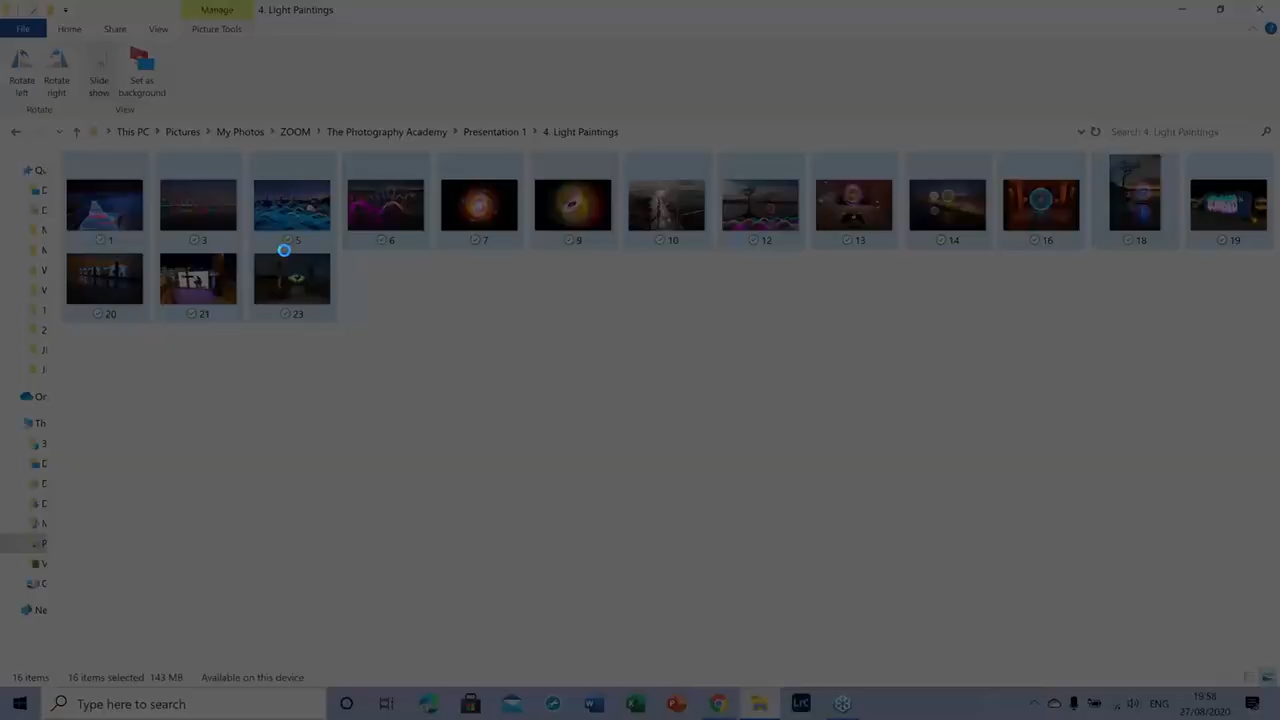 Manage
4. Light Paintings
File
Home
Share
View
Picture Tools
Rotate left
Rotate right
Slide show
Set as background
Rotate
View
This PC
Pictures
My Photos
ZOOM
The Photography Academy
Presentation 1
4. Light Paintings
Search 4. Light Paintings
1
3
5
6
7
9
10
12
13
14
16
18
19
20
21
23
16 items
16 items selected 143 MB
Available on this device
Type here to search
LrC
ENG
19:58
27/08/2020